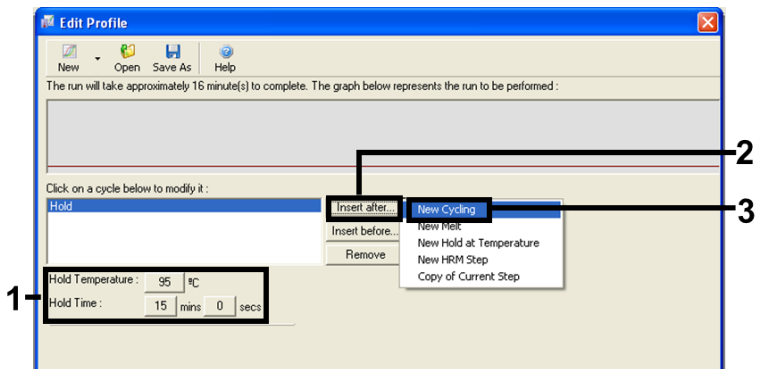 Edit Profile
New Open Save As Help
The run will take approximately 16 minute(s) to complete. The graph below represents the run to be performed :
2
Click on a cycle below to modify it :
Hold Insert after... New Cycling 3
New Melt
Insert before...
New Hold at Temperature
Remove New HRM Step
Copy of Current Step
Hold Temperature : 95 ºC
1
Hold Time : 15 mins 0 secs